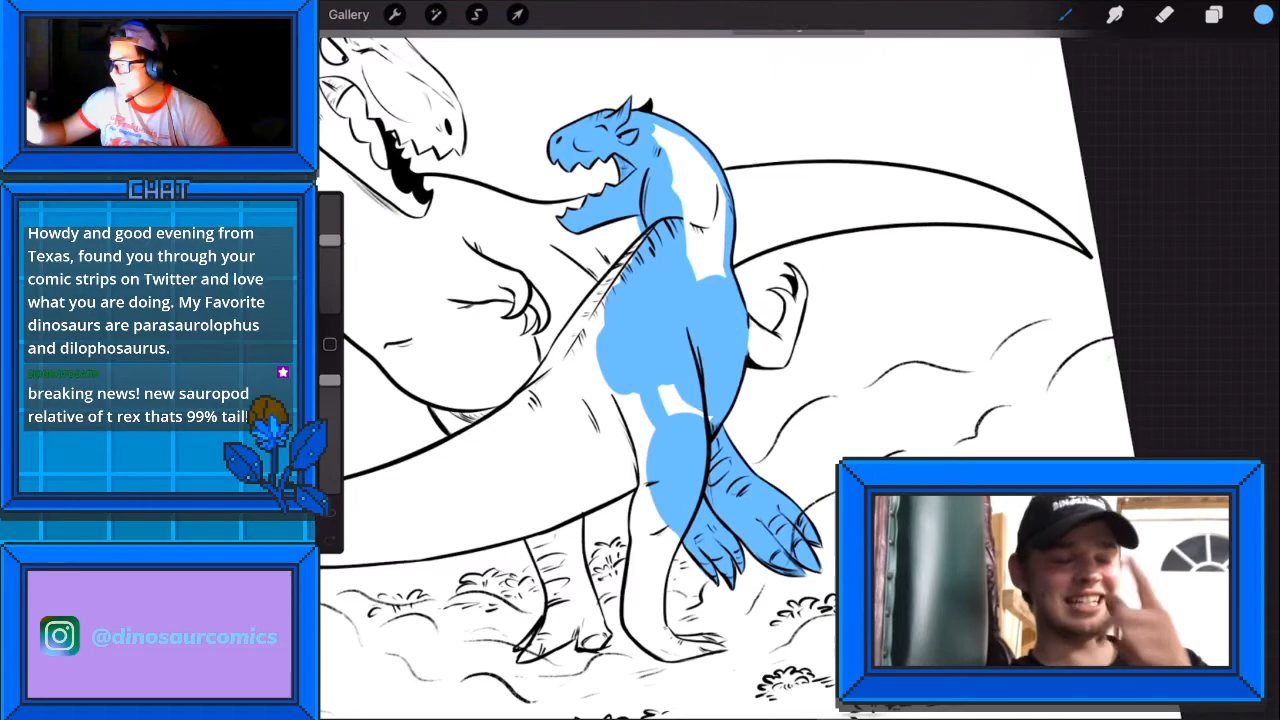 Gallery
CHAT
Howdy and good evening from
Texas, found you through your
comic strips on Twitter and love
what you are doing. My Favorite
dinosaurs are parasaurolophus
and dilophosaurus.
breaking news! new sauropod
relative of t rex thats 99% tail!
@dinosaurcomics